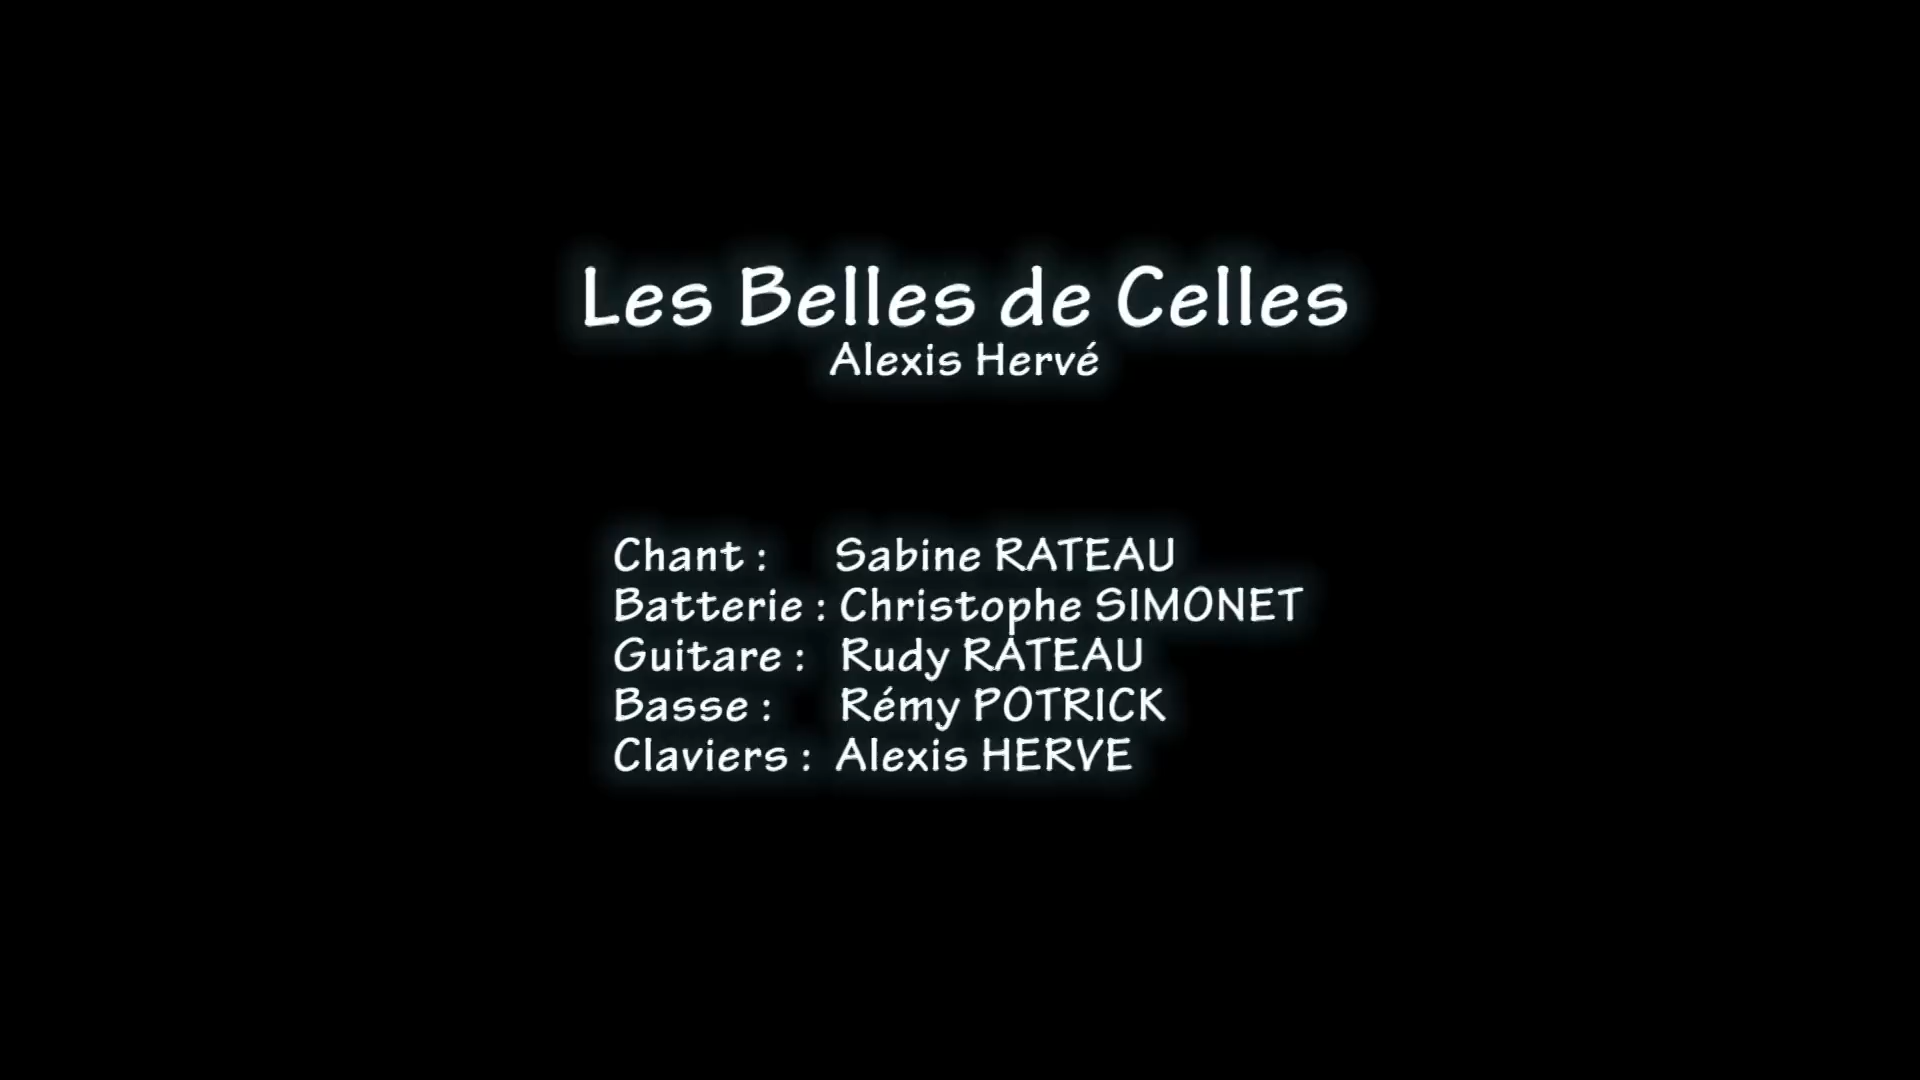 Les Belles de Celles
Alexis Hervé
Chant : Sabine RATEAU
Batterie : Christophe SIMONET
Guitare : Rudy RATEAU
Basse : Rémy POTRICK
Claviers : Alexis HERVE